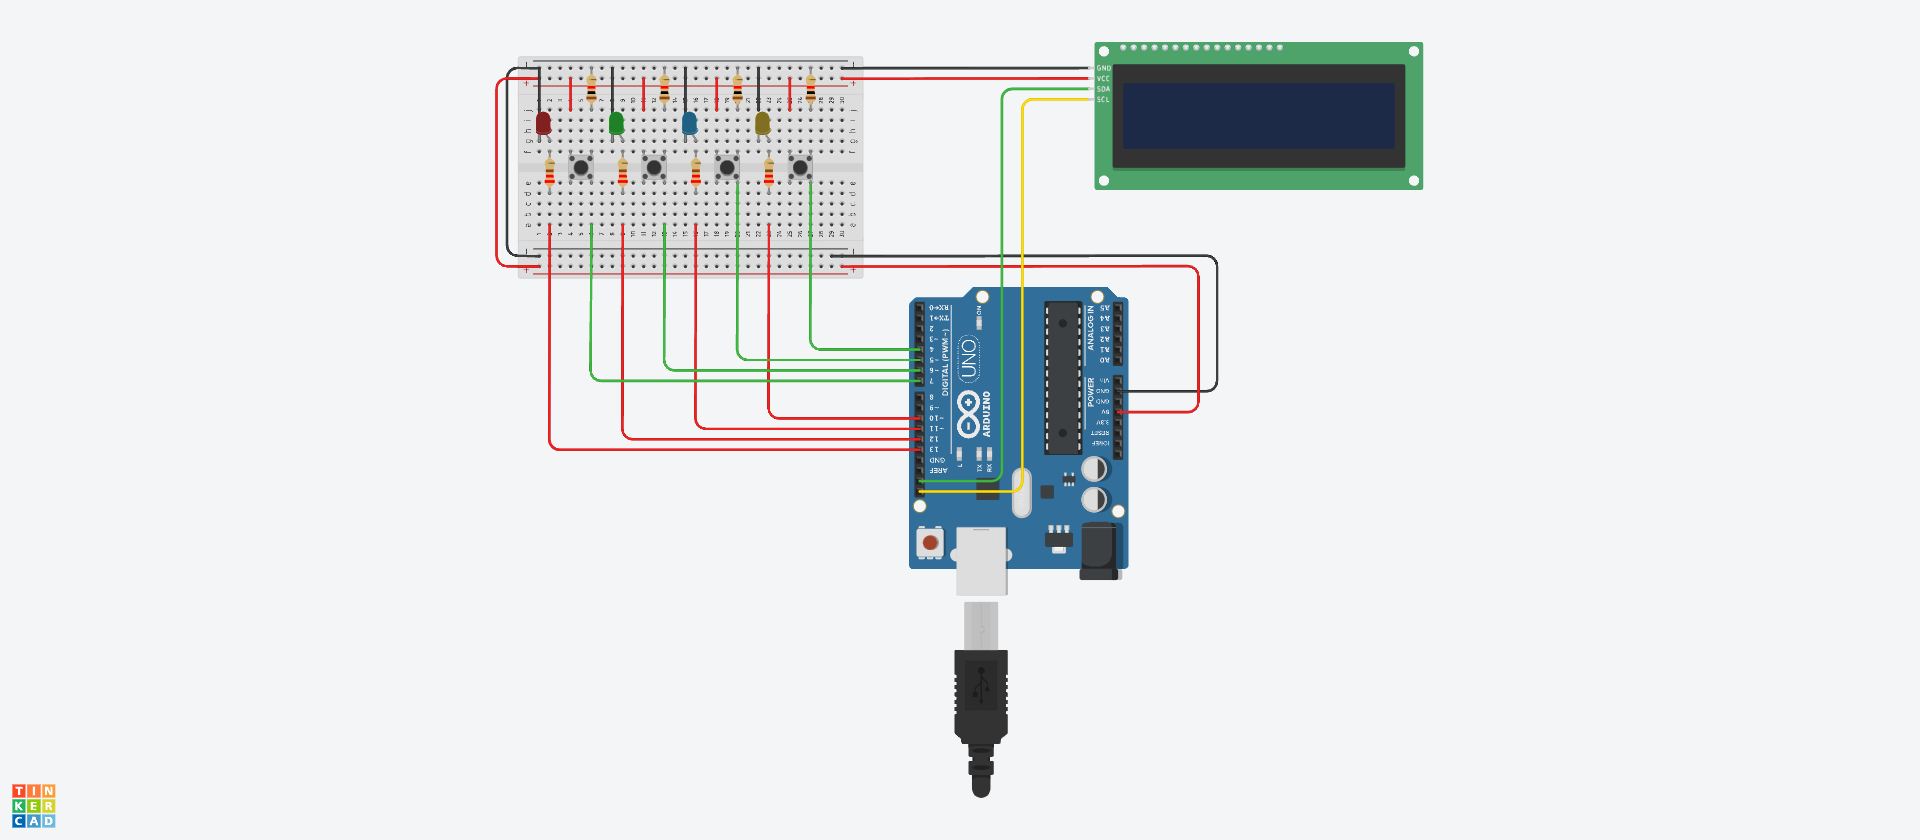 GND
VCC
SDA
SCL
RX←0
TX→1
2
~3
4
~5
~6
7
8
~9
~10
~11
12
13
GND
AREF
DIGITAL (PWM~)
ON
UNO
ARDUINO
L
TX
RX
ANALOG IN
A5
A4
A3
A2
A1
A0
POWER
Vin
GND
GND
5V
3.3V
RESET
IOREF
j
i
h
g
f
e
d
c
b
a
TIN
KER
CAD